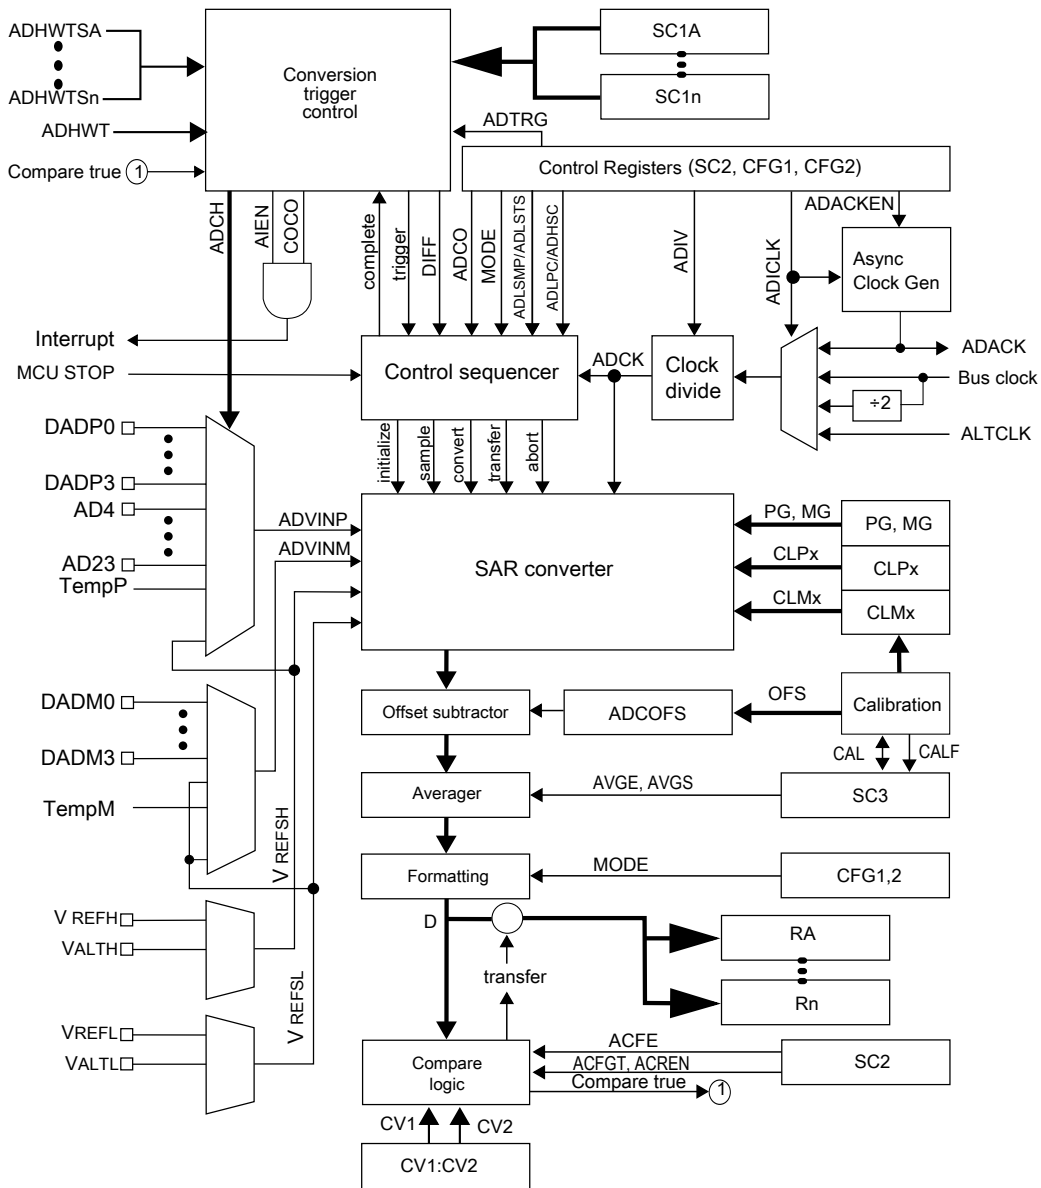 ADHWTSA
ADHWTSn
ADHWT
Compare true 1
Conversion
trigger
control
SC1A
SC1n
ADTRG
Control Registers (SC2, CFG1, CFG2)
ADACKEN
ADCH
AIEN
COCO
complete
trigger
DIFF
ADCO
MODE
ADLSMP/ADLSTS
ADLPC/ADHSC
ADIV
ADICLK
Async
Clock Gen
Interrupt
MCU STOP
Control sequencer
ADCK
Clock
divide
ADACK
Bus clock
÷2
ALTCLK
initialize
sample
convert
transfer
abort
DADP0
DADP3
AD4
AD23
TempP
ADVINP
ADVINM
SAR converter
PG, MG
PG, MG
CLPx
CLPx
CLMx
CLMx
DADM0
DADM3
TempM
Offset subtractor
ADCOFS
OFS
Calibration
CAL
CALF
Averager
AVGE, AVGS
SC3
Formatting
MODE
CFG1,2
V REFSH
V REFH
VALTH
D
transfer
RA
Rn
V REFSL
VREFL
VALTL
Compare
logic
ACFE
ACFGT, ACREN
Compare true
1
SC2
CV1
CV2
CV1:CV2